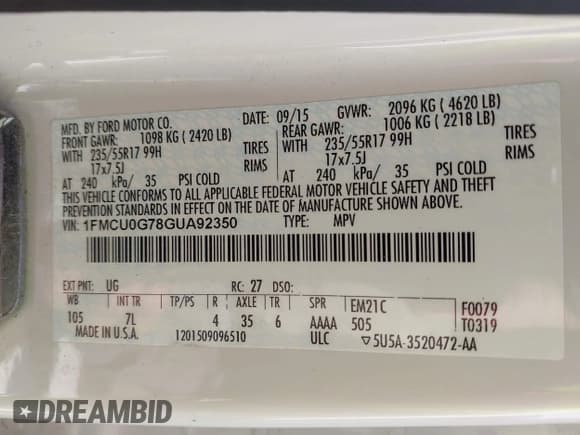 MFD. BY FORD MOTOR CO. DATE: 09/15 GVWR: 2096 KG ( 4620 LB)
FRONT GAWR: 1098 KG ( 2420 LB) REAR GAWR: 1006 KG ( 2218 LB)
WITH 235/55R17 99H TIRES WITH 235/55R17 99H TIRES
17x7.5J RIMS 17x7.5J RIMS
AT 240 kPa/ 35 PSI COLD AT 240 kPa/ 35 PSI COLD
THIS VEHICLE CONFORMS TO ALL APPLICABLE FEDERAL MOTOR VEHICLE SAFETY AND THEFT
PREVENTION STANDARDS IN EFFECT ON THE DATE OF MANUFACTURE SHOWN ABOVE.
VIN: 1FMCU0G78GUA92350 TYPE: MPV
EXT PNT: UG RC: 27 DSO:
WB INT TR TP/PS R AXLE TR SPR EM21C F0079
105 7L 4 35 6 AAAA 505 T0319
MADE IN U.S.A. 1201509096510 ULC ▽5U5A-3520472-AA
DREAMBID